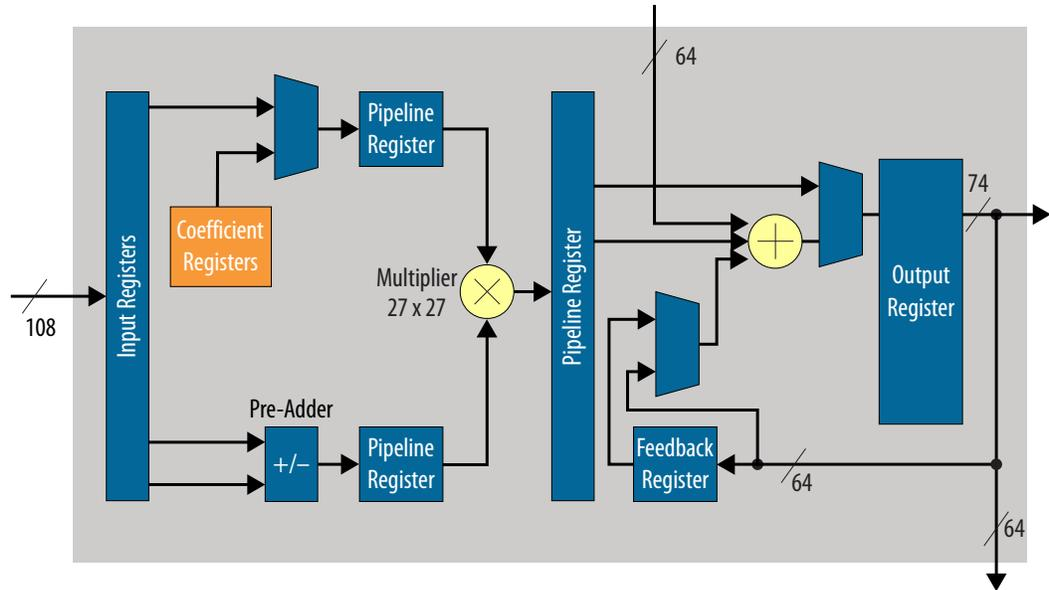 64
Pipeline
Register
74
Coefficient
Registers
Input Registers
Pipeline Register
Multiplier
27 x 27
Output
Register
108
Pre-Adder
+/–
Pipeline
Register
Feedback
Register
64
64